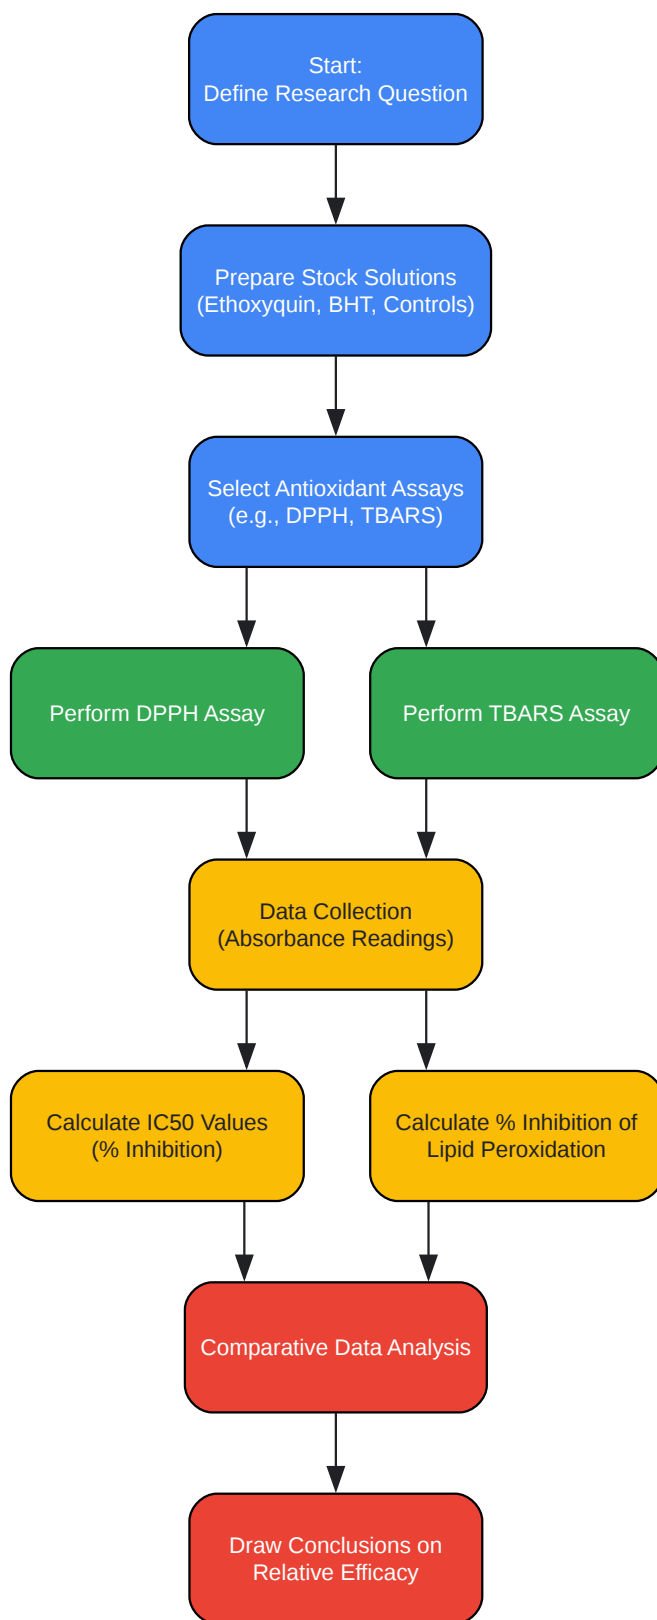 Start:
Define Research Question
Prepare Stock Solutions
(Ethoxyquin, BHT, Controls)
Select Antioxidant Assays
(e.g., DPPH, TBARS)
Perform DPPH Assay
Perform TBARS Assay
Data Collection
(Absorbance Readings)
Calculate IC50 Values
(% Inhibition)
Calculate % Inhibition of
Lipid Peroxidation
Comparative Data Analysis
Draw Conclusions on
Relative Efficacy